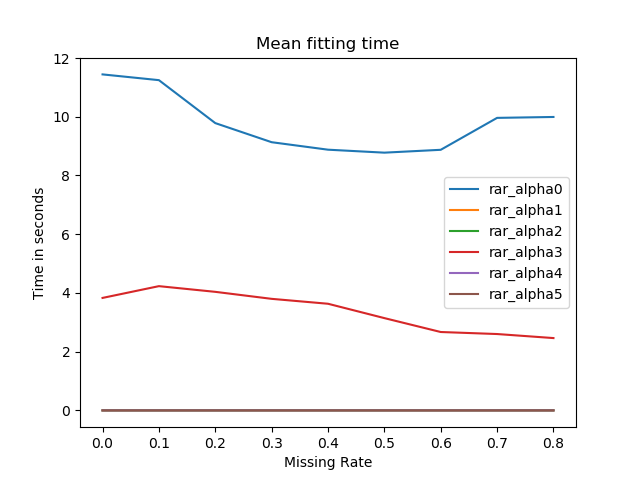 Mean fitting time
Time in seconds
12
10
8
6
4
2
0
rar_alpha0
rar_alpha1
rar_alpha2
rar_alpha3
rar_alpha4
rar_alpha5
0.0 0.1 0.2 0.3 0.4 0.5 0.6 0.7 0.8
Missing Rate